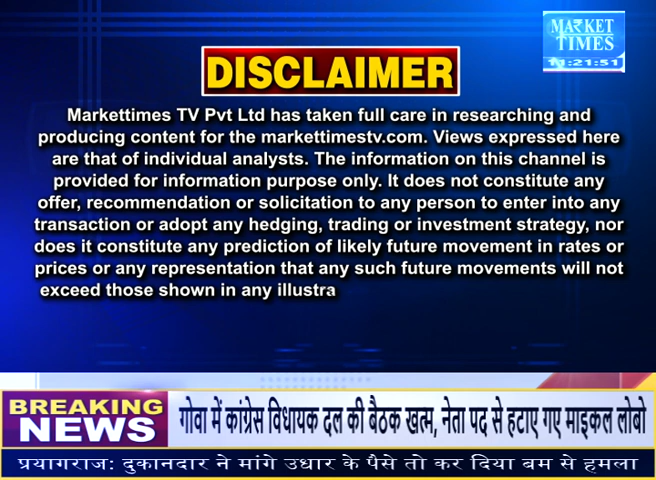 MARKET
TIMES
11:21:51
DISCLAIMER
Markettimes TV Pvt Ltd has taken full care in researching and
producing content for the markettimestv.com. Views expressed here
are that of individual analysts. The information on this channel is
provided for information purpose only. It does not constitute any
offer, recommendation or solicitation to any person to enter into any
transaction or adopt any hedging, trading or investment strategy, nor
does it constitute any prediction of likely future movement in rates or
prices or any representation that any such future movements will not
exceed those shown in any illustra
BREAKING
NEWS
गोवा में कांग्रेस विधायक दल की बैठक खत्म, नेता पद से हटाए गए माइकल लोबो
प्रयागराज: दुकानदार ने मांगे उधार के पैसे तो कर दिया बम से हमला